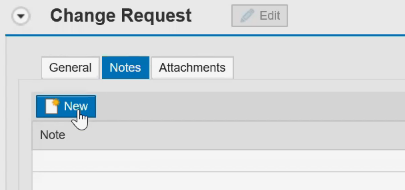 Change Request Edit
General Notes Attachments
New
Note